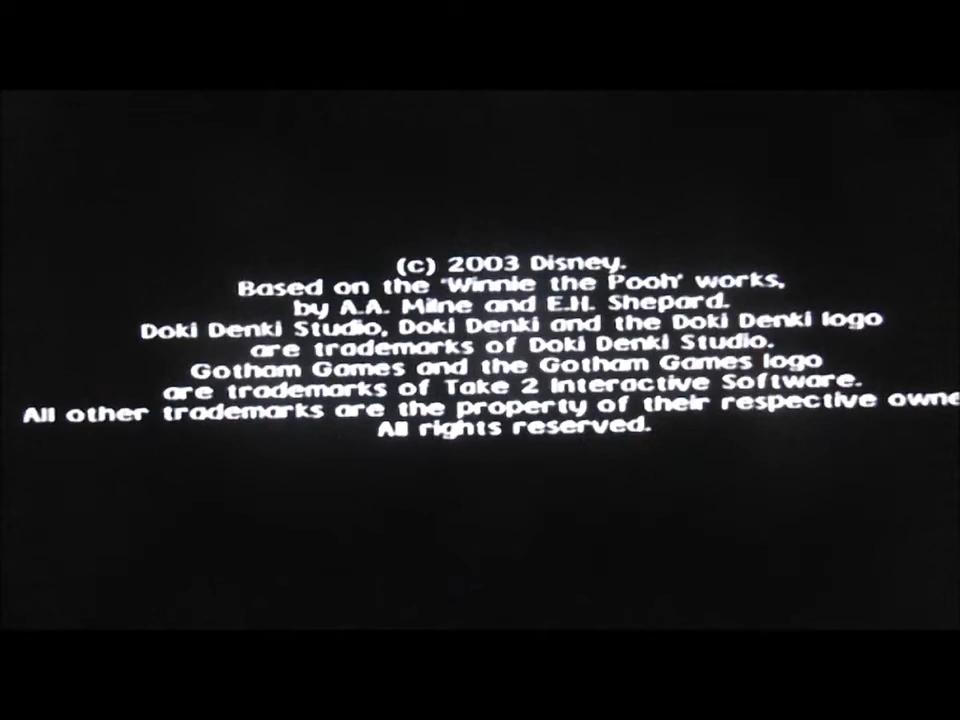 (c) 2003 Disney.
Based on the 'Winnie the Pooh' works,
by A.A. Milne and E.H. Shepard.
Doki Denki Studio, Doki Denki and the Doki Denki logo
are trademarks of Doki Denki Studio.
Gotham Games and the Gotham Games logo
are trademarks of Take 2 Interactive Software.
All other trademarks are the property of their respective owne
All rights reserved.